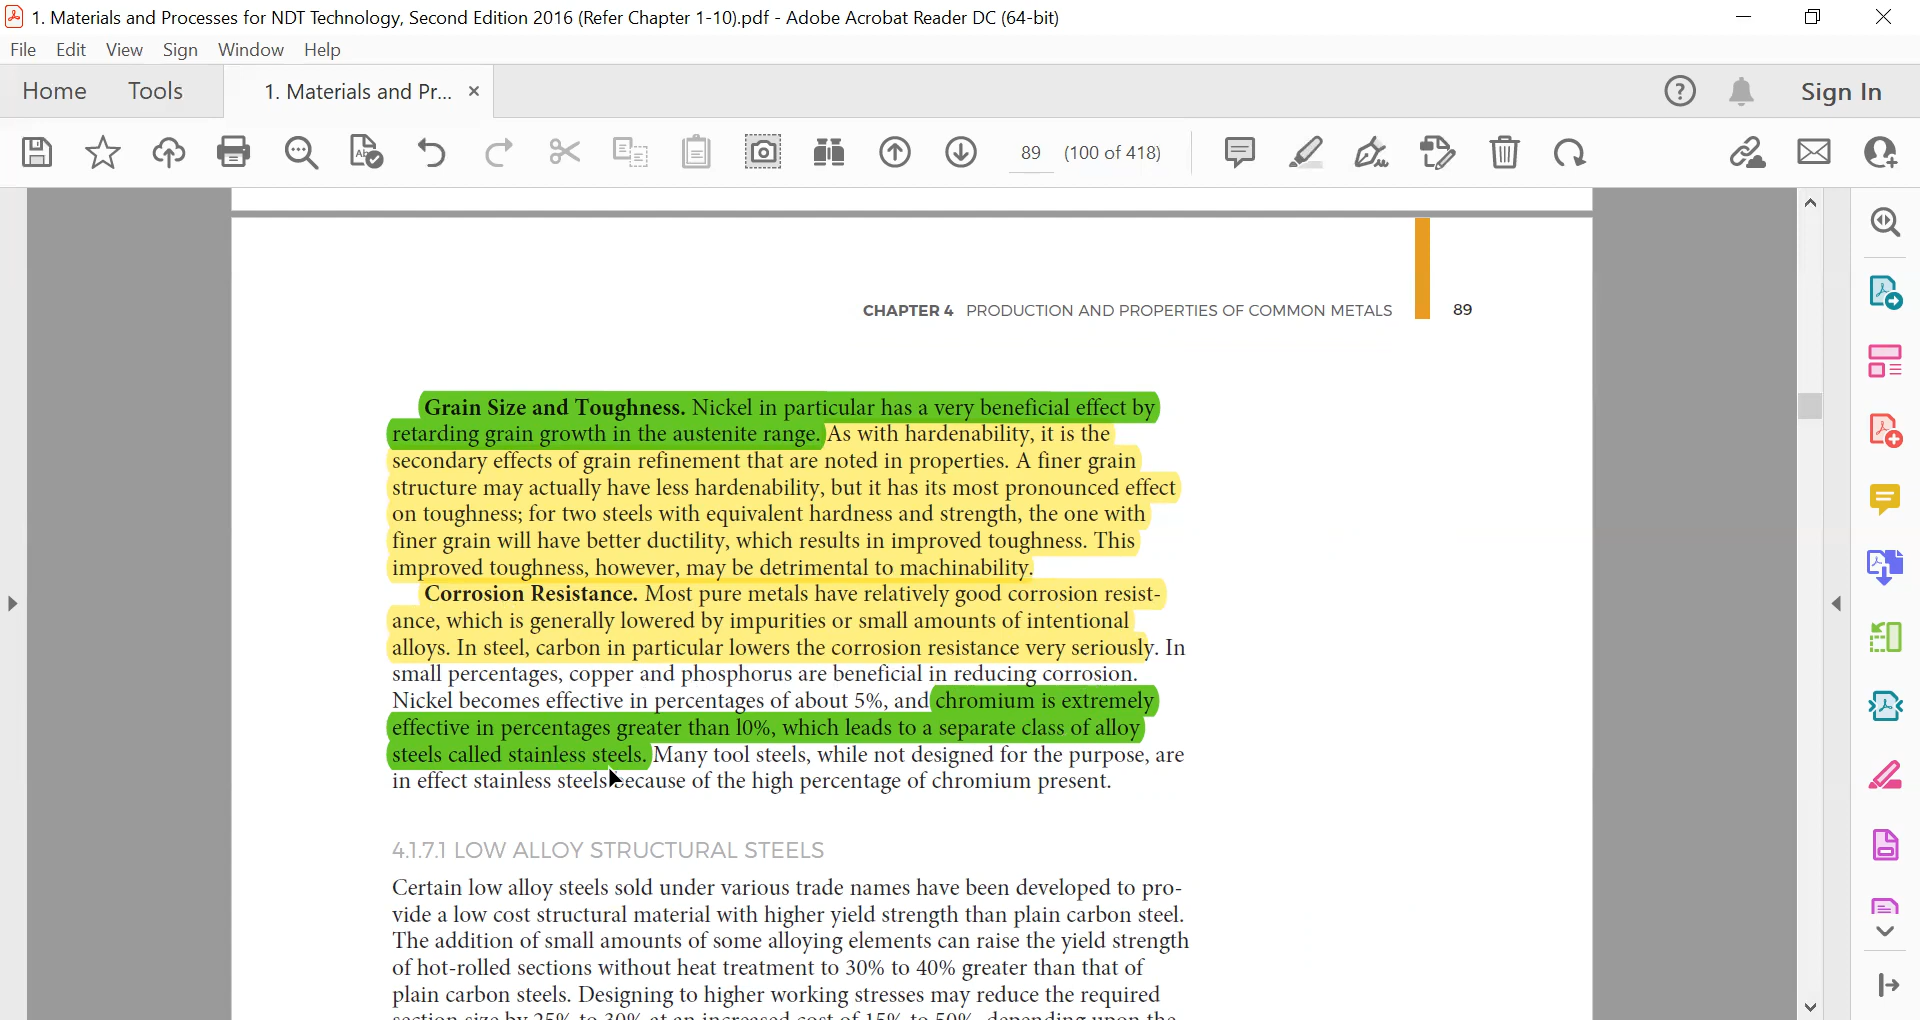 1. Materials and Processes for NDT Technology, Second Edition 2016 (Refer Chapter 1-10).pdf - Adobe Acrobat Reader DC (64-bit)
File Edit View Sign Window Help
Home Tools 1. Materials and Pr... × Sign In
89 (100 of 418)
CHAPTER 4 PRODUCTION AND PROPERTIES OF COMMON METALS 89
Grain Size and Toughness. Nickel in particular has a very beneficial effect by
retarding grain growth in the austenite range. As with hardenability, it is the
secondary effects of grain refinement that are noted in properties. A finer grain
structure may actually have less hardenability, but it has its most pronounced effect
on toughness; for two steels with equivalent hardness and strength, the one with
finer grain will have better ductility, which results in improved toughness. This
improved toughness, however, may be detrimental to machinability.
Corrosion Resistance. Most pure metals have relatively good corrosion resist-
ance, which is generally lowered by impurities or small amounts of intentional
alloys. In steel, carbon in particular lowers the corrosion resistance very seriously. In
small percentages, copper and phosphorus are beneficial in reducing corrosion.
Nickel becomes effective in percentages of about 5%, and chromium is extremely
effective in percentages greater than l0%, which leads to a separate class of alloy
steels called stainless steels. Many tool steels, while not designed for the purpose, are
in effect stainless steels because of the high percentage of chromium present.
4.1.7.1 LOW ALLOY STRUCTURAL STEELS
Certain low alloy steels sold under various trade names have been developed to pro-
vide a low cost structural material with higher yield strength than plain carbon steel.
The addition of small amounts of some alloying elements can raise the yield strength
of hot-rolled sections without heat treatment to 30% to 40% greater than that of
plain carbon steels. Designing to higher working stresses may reduce the required
section size by 25% to 30% at an increased cost of 15% to 50%, depending upon the